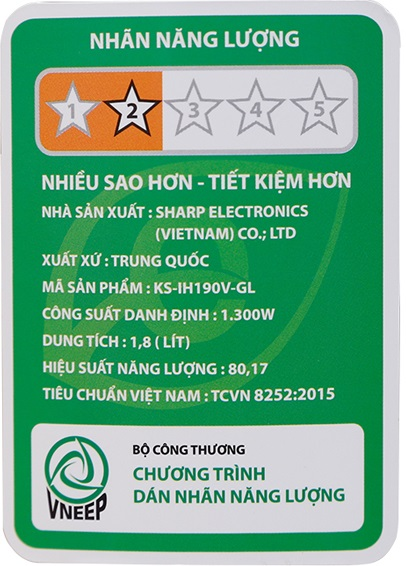 NHÃN NĂNG LƯỢNG
1 2 3 4 5
NHIỀU SAO HƠN - TIẾT KIỆM HƠN
NHÀ SẢN XUẤT : SHARP ELECTRONICS
(VIETNAM) CO.; LTD
XUẤT XỨ : TRUNG QUỐC
MÃ SẢN PHẨM : KS-IH190V-GL
CÔNG SUẤT DANH ĐỊNH : 1.300W
DUNG TÍCH : 1,8 ( LÍT)
HIỆU SUẤT NĂNG LƯỢNG : 80,17
TIÊU CHUẨN VIỆT NAM : TCVN 8252:2015
BỘ CÔNG THƯƠNG
CHƯƠNG TRÌNH
DÁN NHÃN NĂNG LƯỢNG
VNEEP